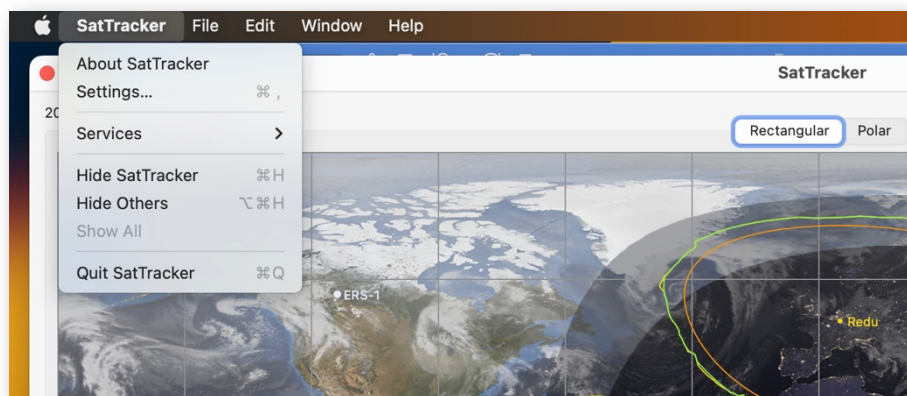 SatTracker File Edit Window Help
About SatTracker
Settings... ⌘ ,
Services
Hide SatTracker ⌘H
Hide Others ⌥⌘H
Show All
Quit SatTracker ⌘Q
SatTracker
Rectangular Polar
ERS-1
Redu